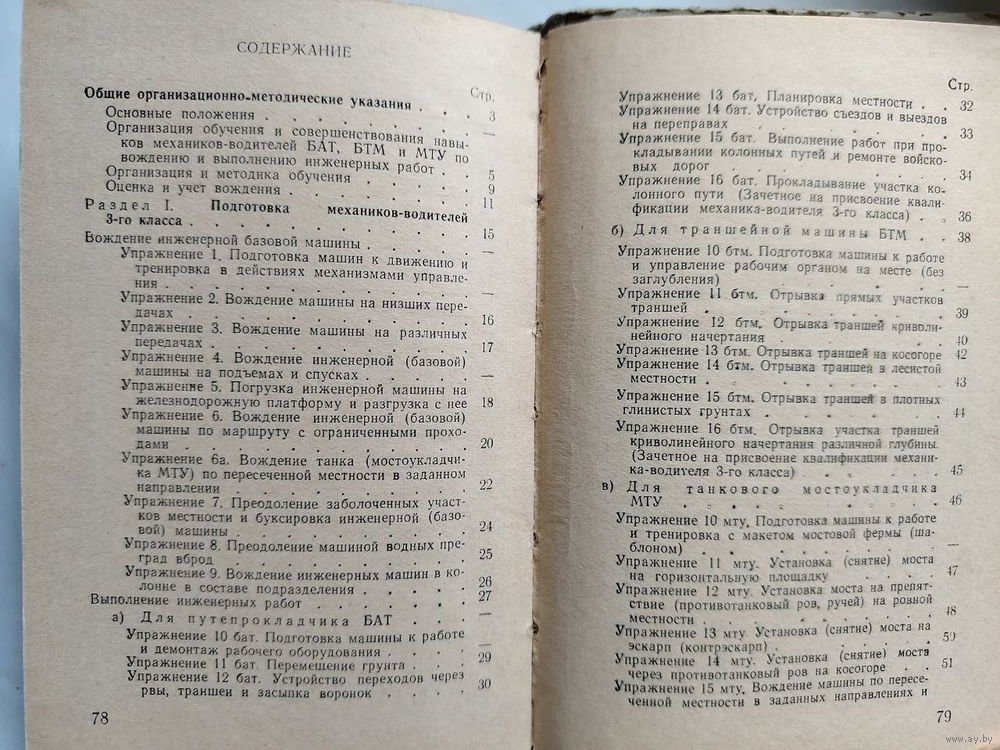 СОДЕРЖАНИЕ
Стр.
Общие организационно-методические указания . . 3
Основные положения . . . . . . . . —
Организация обучения и совершенствования навы-
ков механиков-водителей БАТ, БТМ и МТУ по
вождению и выполнению инженерных работ . . 5
Организация и методика обучения . . . . . 9
Оценка и учет вождения . . . . . . . 11
Раздел I. Подготовка механиков-водителей
3-го класса . . . . . . . . . . 15
Вождение инженерной базовой машины . . . . —
Упражнение 1. Подготовка машин к движению и
тренировка в действиях механизмами управле-
ния . . . . . . . . . . . —
Упражнение 2. Вождение машины на низших пере-
дачах . . . . . . . . . . 16
Упражнение 3. Вождение машины на различных
передачах . . . . . . . . . 17
Упражнение 4. Вождение инженерной (базовой)
машины на подъемах и спусках . . . . . —
Упражнение 5. Погрузка инженерной машины на
железнодорожную платформу и разгрузка с нее 18
Упражнение 6. Вождение инженерной (базовой)
машины по маршруту с ограниченными прохо-
дами . . . . . . . . . . 20
Упражнение 6а. Вождение танка (мостоукладчи-
ка МТУ) по пересеченной местности в заданном
направлении . . . . . . . . . 22
Упражнение 7. Преодоление заболоченных участ-
ков местности и буксировка инженерной (базо-
вой) машины . . . . . . . . 24
Упражнение 8. Преодоление машиной водных пре-
град вброд . . . . . . . . . 25
Упражнение 9. Вождение инженерных машин в ко-
лонне в составе подразделения . . . . . 26
Выполнение инженерных работ . . . . . . 27
а) Для путепрокладчика БАТ . . . —
Упражнение 10 бат. Подготовка машины к работе
и демонтаж рабочего оборудования . . . . —
Упражнение 11 бат. Перемещение грунта . . . 29
Упражнение 12 бат. Устройство переходов через
рвы, траншеи и засыпка воронок . . . . 30
78
Стр.
Упражнение 13 бат, Планировка местности . . 32
Упражнение 14 бат. Устройство съездов и выездов
на переправах . . . . . . . . 33
Упражнение 15 бат. Выполнение работ при про-
кладывании колонных путей и ремонте войско-
вых дорог . . . . . . . . . 34
Упражнение 16 бат. Прокладывание участка ко-
лонного пути (Зачетное на присвоение квали-
фикации механика-водителя 3-го класса) . . 36
б) Для траншейной машины БТМ . . 38
Упражнение 10 бтм. Подготовка машины к работе
и управление рабочим органом на месте (без
заглубления) . . . . . . . . —
Упражнение 11 бтм. Отрывка прямых участков
траншей . . . . . . . . . 39
Упражнение 12 бтм. Отрывка траншей криволи-
нейного начертания . . . . . . . 40
Упражнение 13 бтм. Отрывка траншей на косогоре 42
Упражнение 14 бтм. Отрывка траншей в лесистой
местности . . . . . . . . . 43
Упражнение 15 бтм. Отрывка траншей в плотных
глинистых грунтах . . . . . . . 44
Упражнение 16 бтм. Отрывка участка траншей
криволинейного начертания различной глубины.
(Зачетное на присвоение квалификации механи-
ка-водителя 3-го класса) . . . . . . 45
в) Для танкового мостоукладчика
МТУ . . . . . . . . . 46
Упражнение 10 мту. Подготовка машины к работе
и тренировка с макетом мостовой фермы (ша-
блоном) . . . . . . . . . —
Упражнение 11 мту. Установка (снятие) моста
на горизонтальную площадку . . . . . 47
Упражнение 12 мту. Установка моста на препят-
ствие (противотанковый ров, ручей) на ровной
местности . . . . . . . . . 48
Упражнение 13 мту Установка (снятие) моста на
эскарп (контрэскарп) . . . . . . . 50
Упражнение 14 мту. Установка (снятие) моста
через противотанковый ров на косогоре . . 51
Упражнение 15 мту. Вождение машины по пересе-
ченной местности в заданных направлениях и
79
www.ay.by